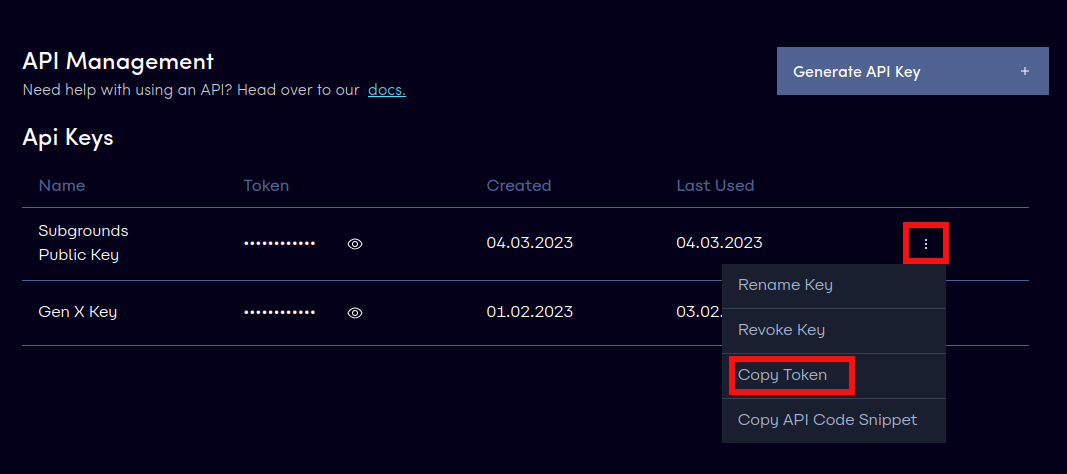 API Management
Generate API Key +
Need help with using an API? Head over to our docs.
Api Keys
Name Token Created Last Used
Subgrounds
Public Key
•••••••••••• 04.03.2023 04.03.2023
Rename Key
Gen X Key •••••••••••• 01.02.2023 03.02.
Revoke Key
Copy Token
Copy API Code Snippet